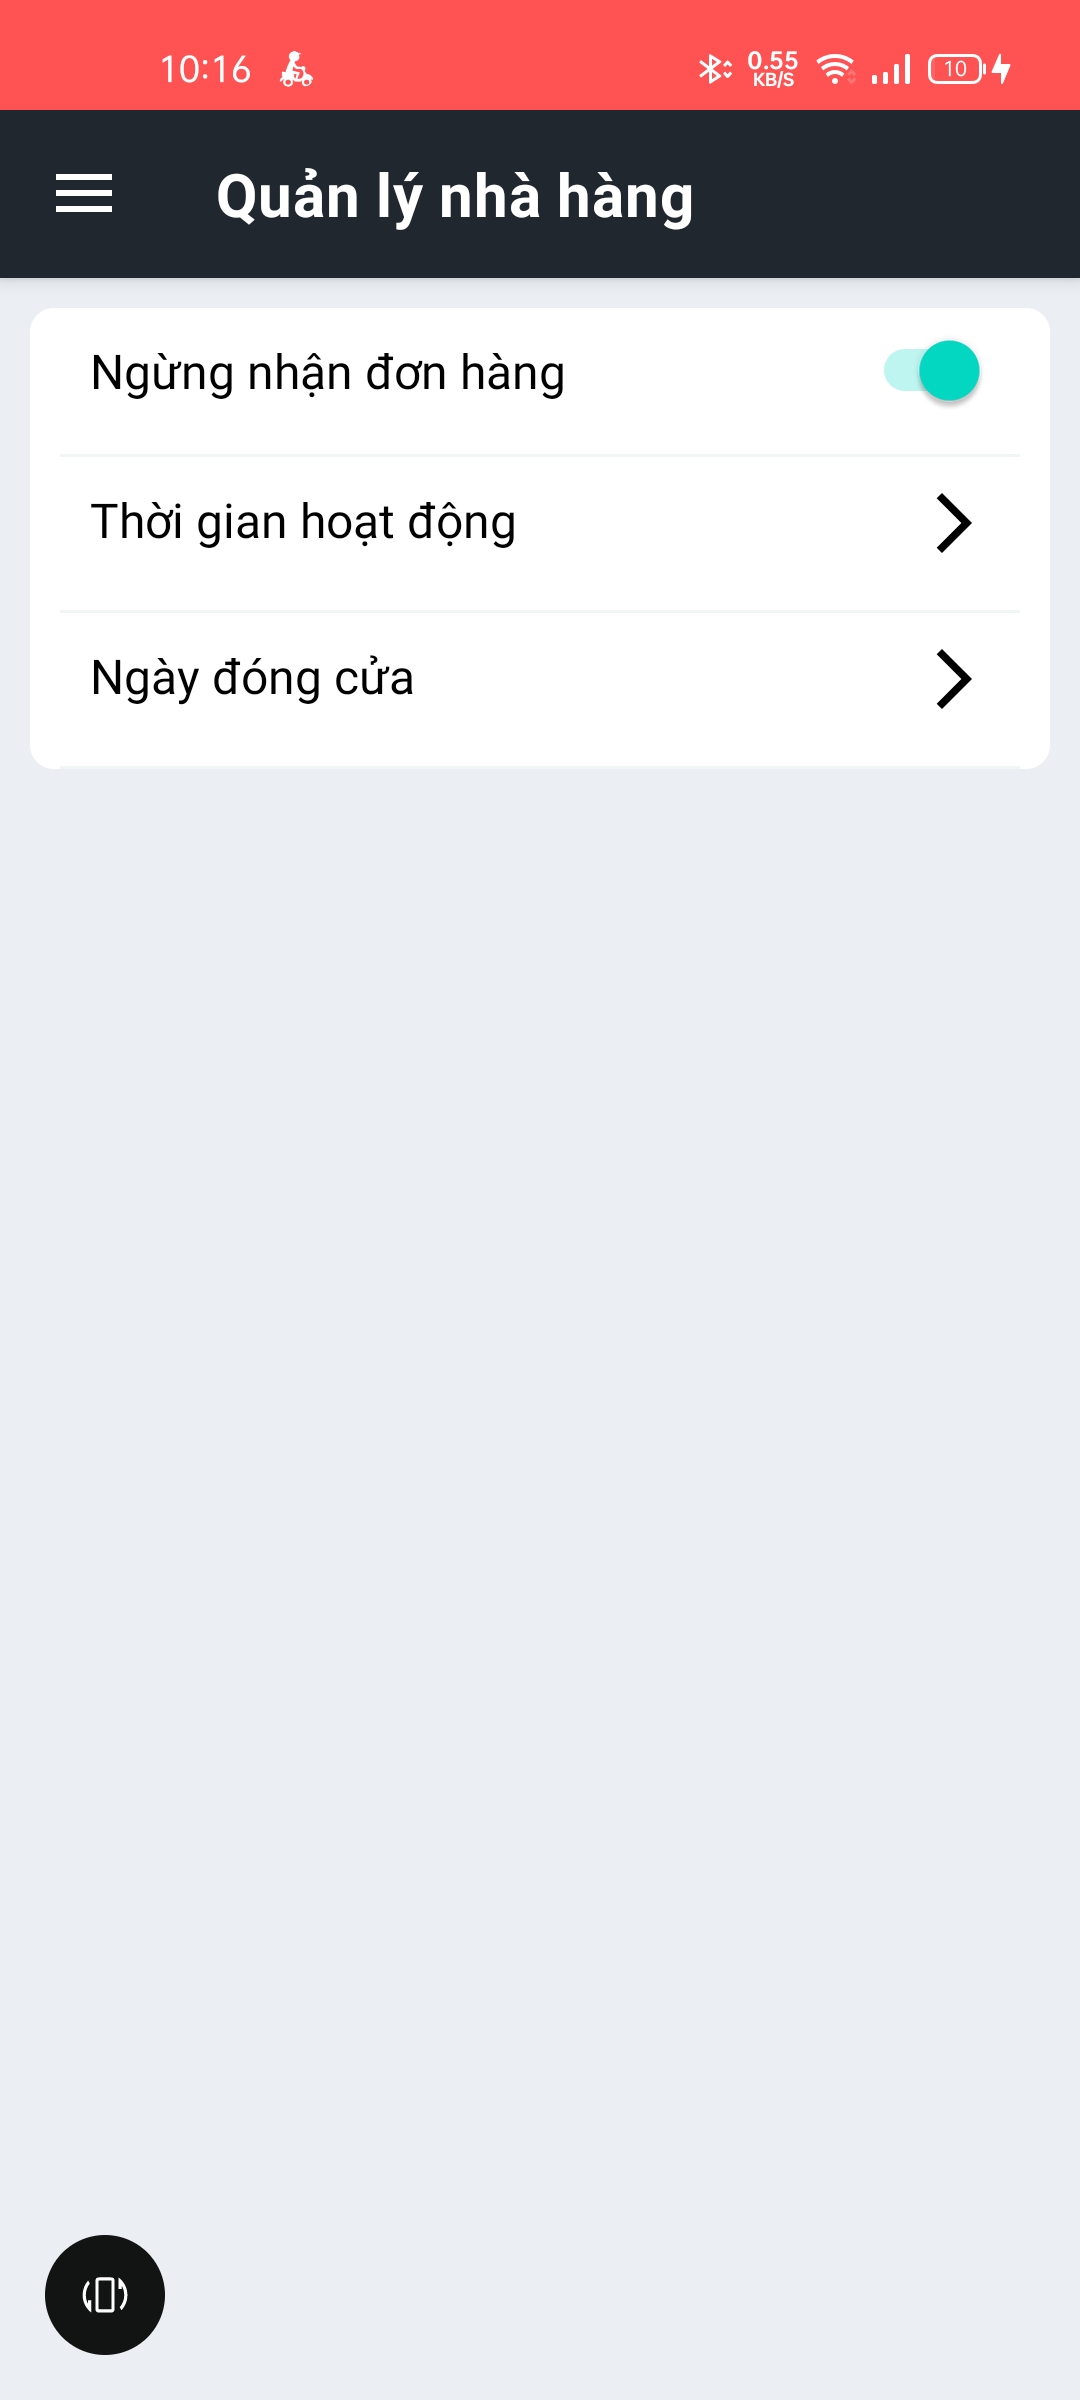 10:16
0.55
KB/S
10
Quản lý nhà hàng
Ngừng nhận đơn hàng
Thời gian hoạt động
Ngày đóng cửa